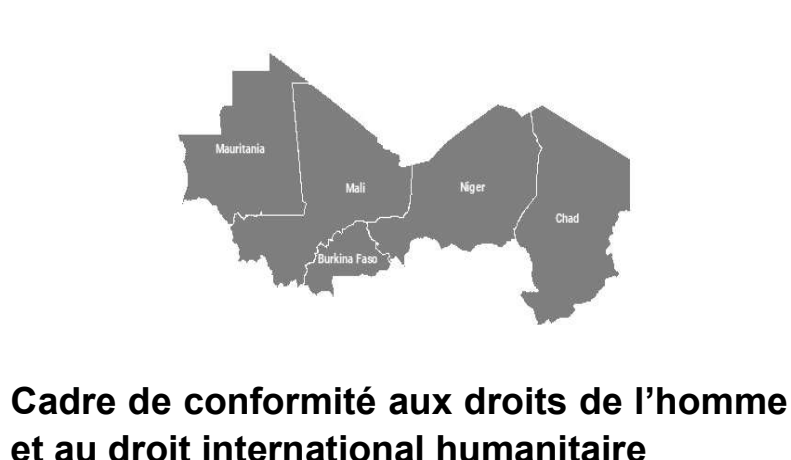 Mauritania
Mali
Niger
Chad
Burkina Faso
Cadre de conformité aux droits de l’homme
et au droit international humanitaire